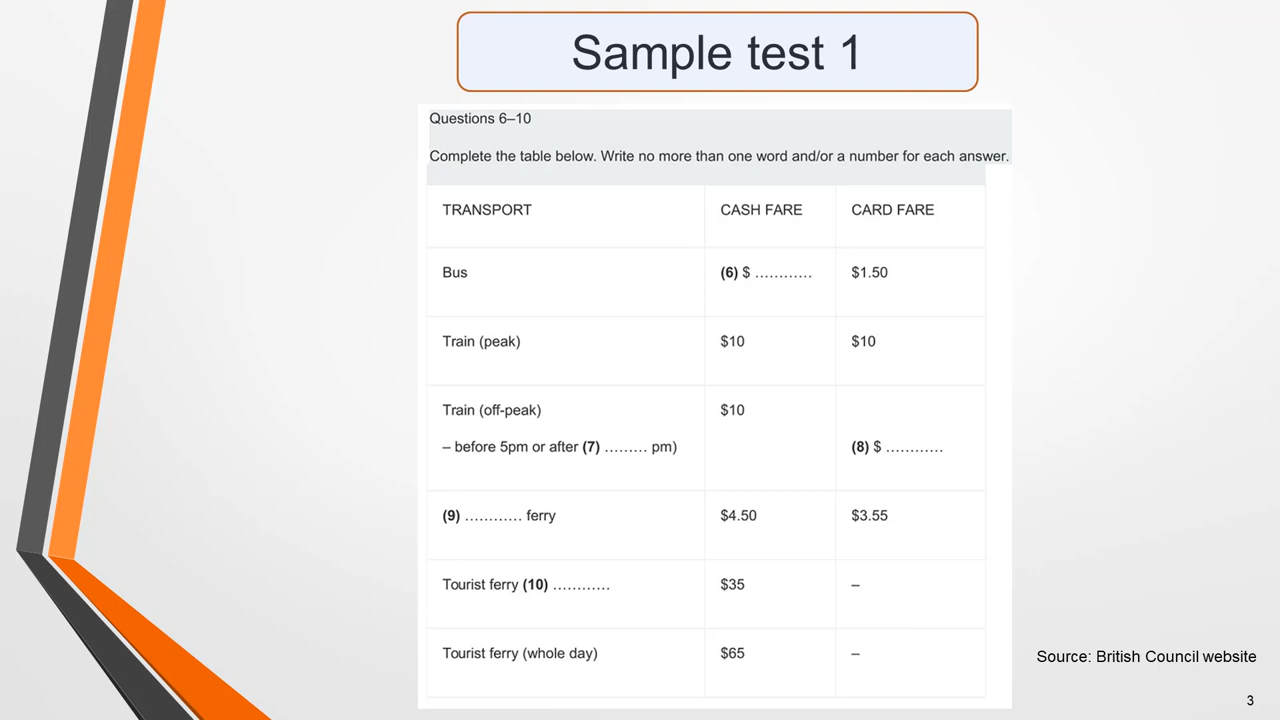 Sample test 1
Questions 6–10
Complete the table below. Write no more than one word and/or a number for each answer.
TRANSPORT CASH FARE CARD FARE
Bus (6) $ ………… $1.50
Train (peak) $10 $10
Train (off-peak) $10
– before 5pm or after (7) ……… pm) (8) $ …………
(9) ………… ferry $4.50 $3.55
Tourist ferry (10) ………… $35 –
Tourist ferry (whole day) $65 –
Source: British Council website
3